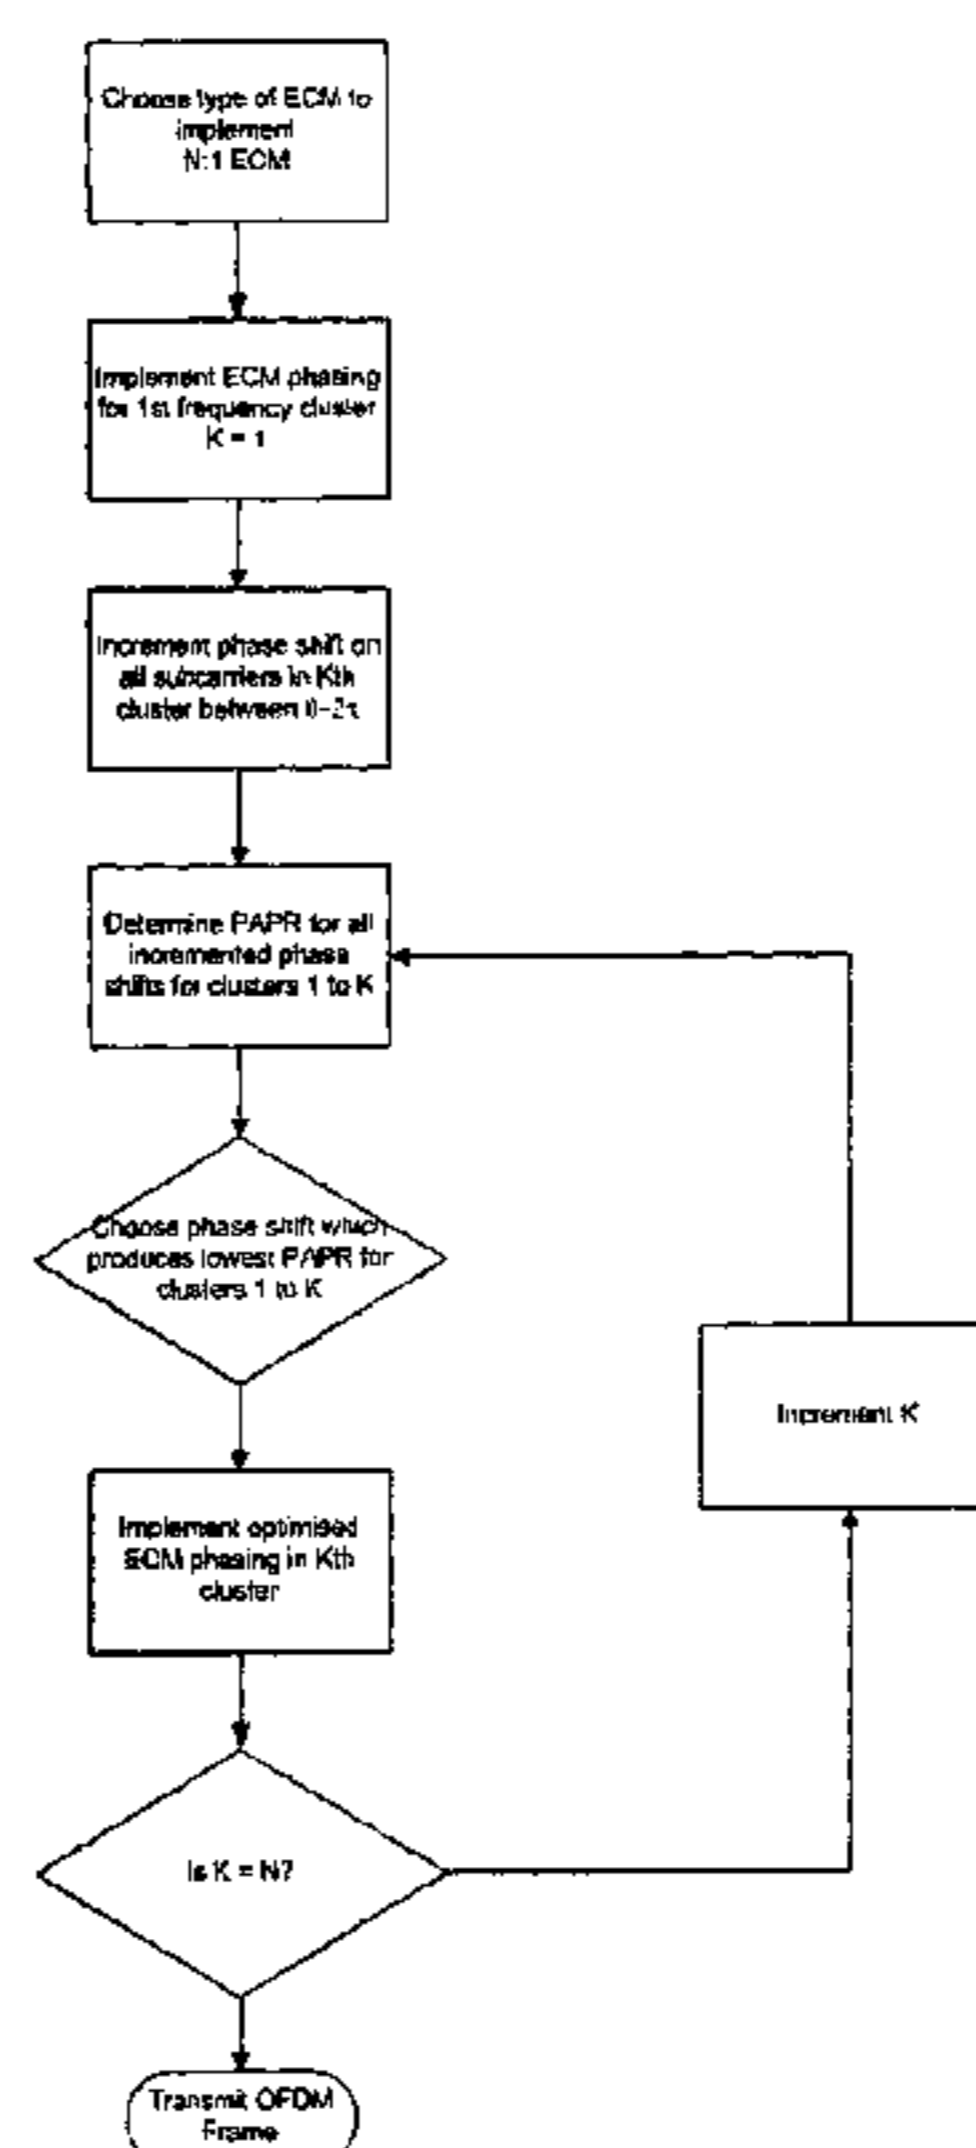 Choose type of ECM to
implement
N:1 ECM
Implement ECM phasing
for 1st frequency cluster
K = 1
Increment phase shift on
all subcarriers in Kth
cluster between 0-2π
Determine PAPR for all
incremented phase
shifts for clusters 1 to K
Choose phase shift which
produces lowest PAPR for
clusters 1 to K
Increment K
Implement optimised
ECM phasing in Kth
cluster
Is K = N?
Transmit OFDM
Frame